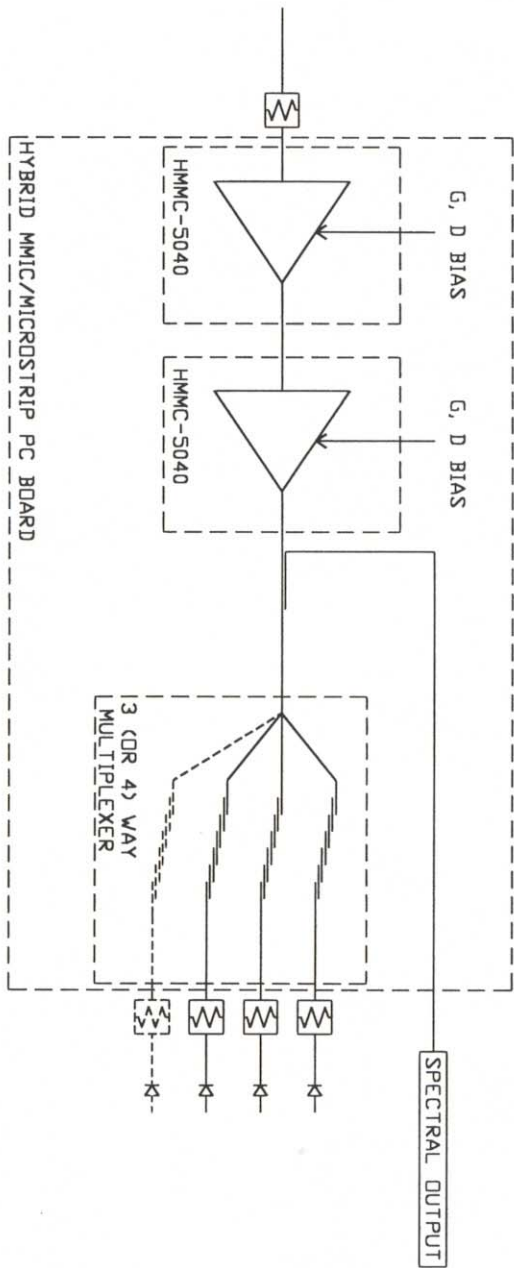 G, D BIAS
G, D BIAS
HMMC-5040
HMMC-5040
SPECTRAL OUTPUT
3 (OR 4) WAY
MULTIPLEXER
HYBRID MMIC/MICROSTRIP PC BOARD